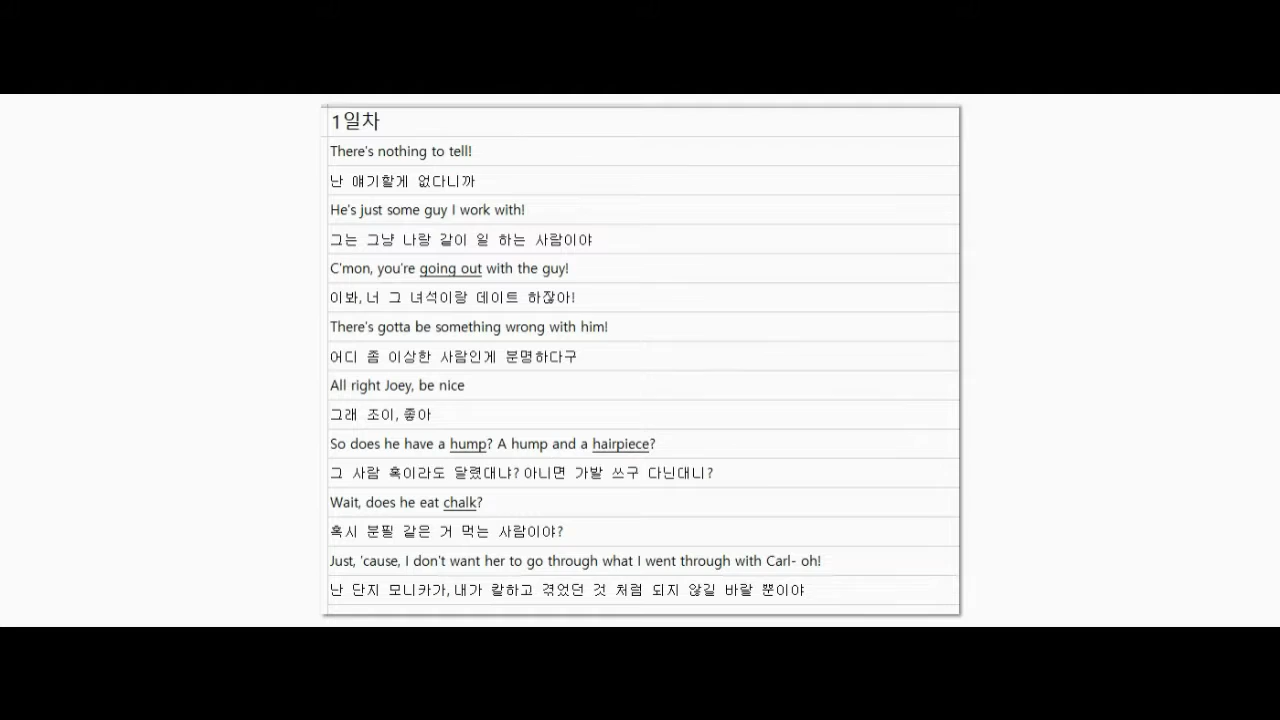 1일차
There's nothing to tell!
난 얘기할게 없다니까
He's just some guy I work with!
그는 그냥 나랑 같이 일 하는 사람이야
C'mon, you're going out with the guy!
이봐, 너 그 녀석이랑 데이트 하잖아!
There's gotta be something wrong with him!
어디 좀 이상한 사람인게 분명하다구
All right Joey, be nice
그래 조이, 좋아
So does he have a hump? A hump and a hairpiece?
그 사람 혹이라도 달렸대냐? 아니면 가발 쓰구 다닌대니?
Wait, does he eat chalk?
혹시 분필 같은 거 먹는 사람이야?
Just, 'cause, I don't want her to go through what I went through with Carl- oh!
난 단지 모니카가, 내가 칼하고 겪었던 것 처럼 되지 않길 바랄 뿐이야